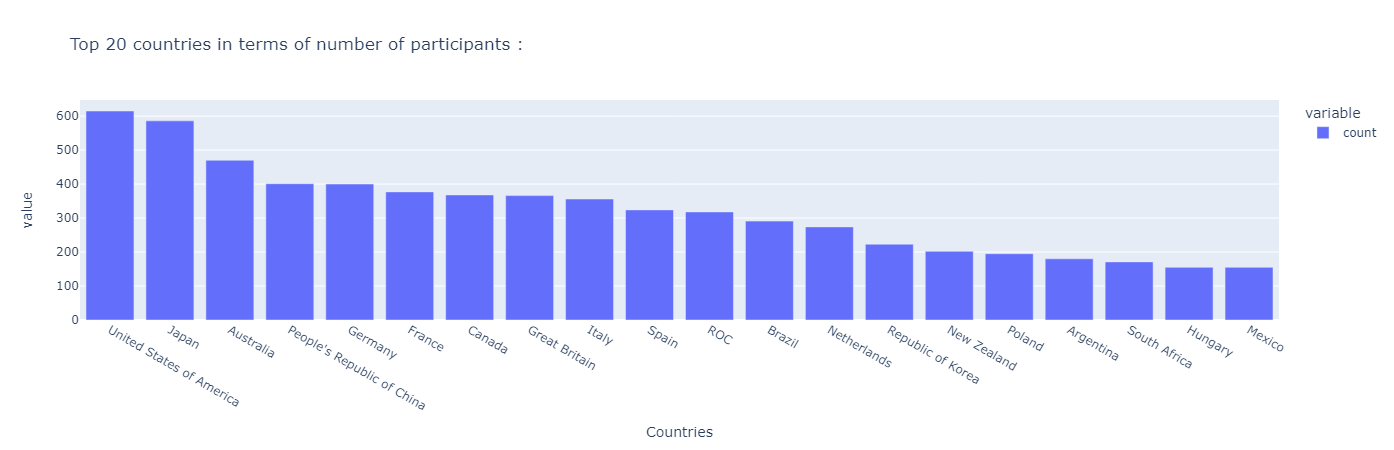 Top 20 countries in terms of number of participants :
variable
count
value
600
500
400
300
200
100
0
United States of America
Japan
Australia
People's Republic of China
Germany
France
Canada
Great Britain
Italy
Spain
ROC
Brazil
Netherlands
Republic of Korea
New Zealand
Poland
Argentina
South Africa
Hungary
Mexico
Countries